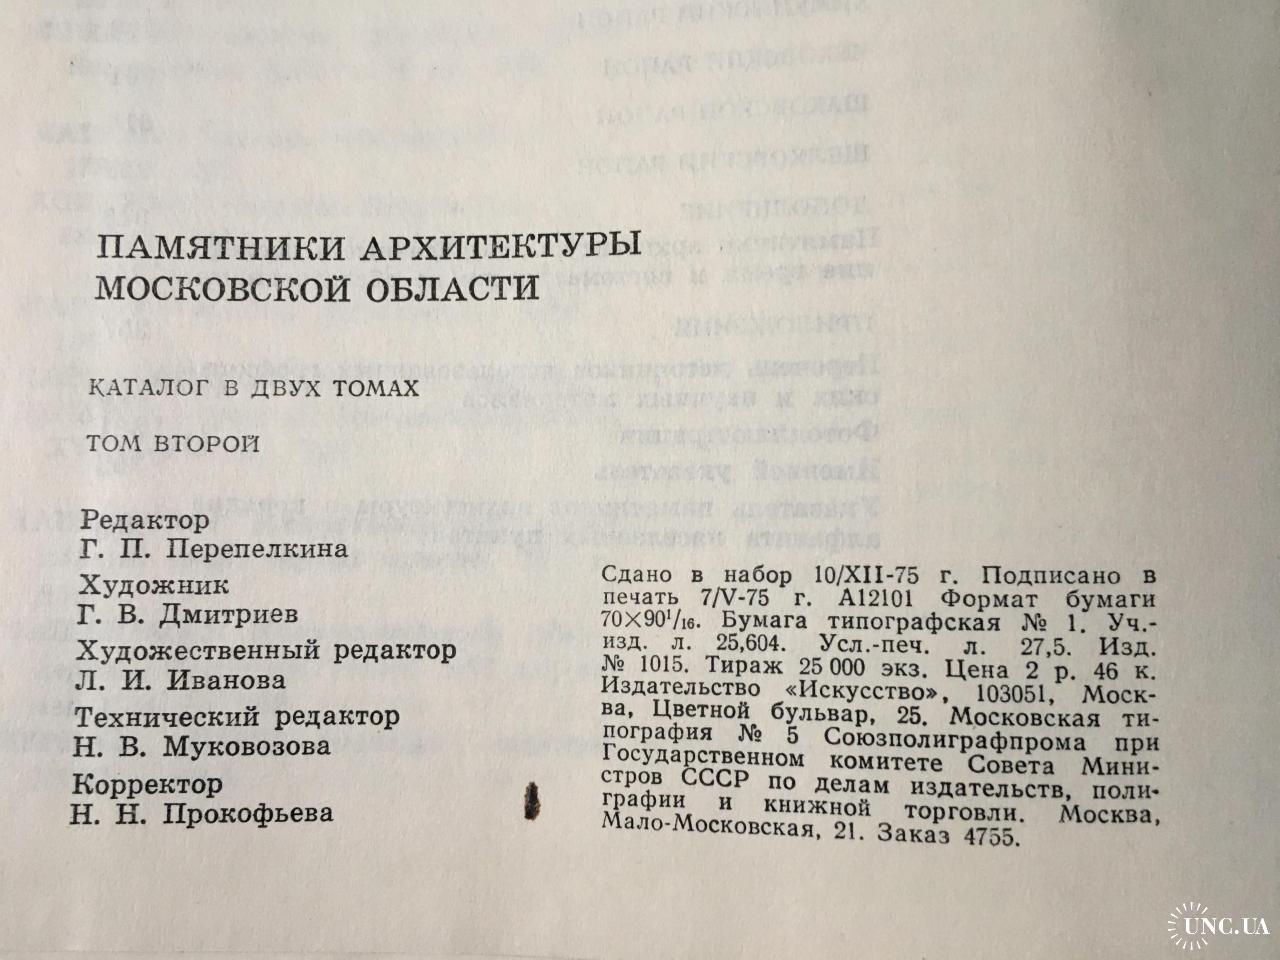 ПАМЯТНИКИ АРХИТЕКТУРЫ
МОСКОВСКОЙ ОБЛАСТИ
КАТАЛОГ В ДВУХ ТОМАХ
ТОМ ВТОРОЙ
Редактор
Г. П. Перепелкина
Художник
Г. В. Дмитриев
Художественный редактор
Л. И. Иванова
Технический редактор
Н. В. Муковозова
Корректор
Н. Н. Прокофьева
Сдано в набор 10/XII-75 г. Подписано в
печать 7/V-75 г. А12101 Формат бумаги
70×90¹/₁₆. Бумага типографская № 1. Уч.-
изд. л. 25,604. Усл.-печ. л. 27,5. Изд.
№ 1015. Тираж 25 000 экз. Цена 2 р. 46 к.
Издательство «Искусство», 103051, Моск-
ва, Цветной бульвар, 25. Московская ти-
пография № 5 Союзполиграфпрома при
Государственном комитете Совета Мини-
стров СССР по делам издательств, поли-
графии и книжной торговли. Москва,
Мало-Московская, 21. Заказ 4755.
UNC.UA